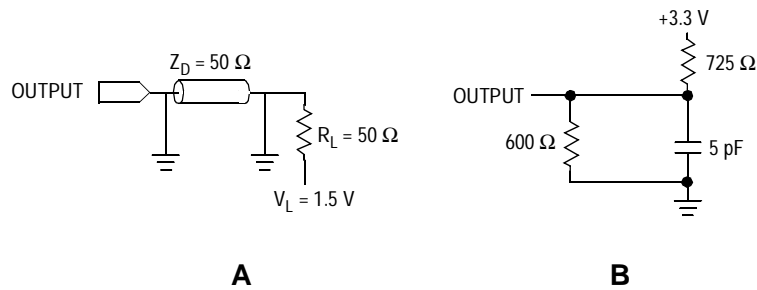 Z_D = 50 Ω
OUTPUT
R_L = 50 Ω
V_L = 1.5 V
A
+3.3 V
725 Ω
OUTPUT
600 Ω
5 pF
B